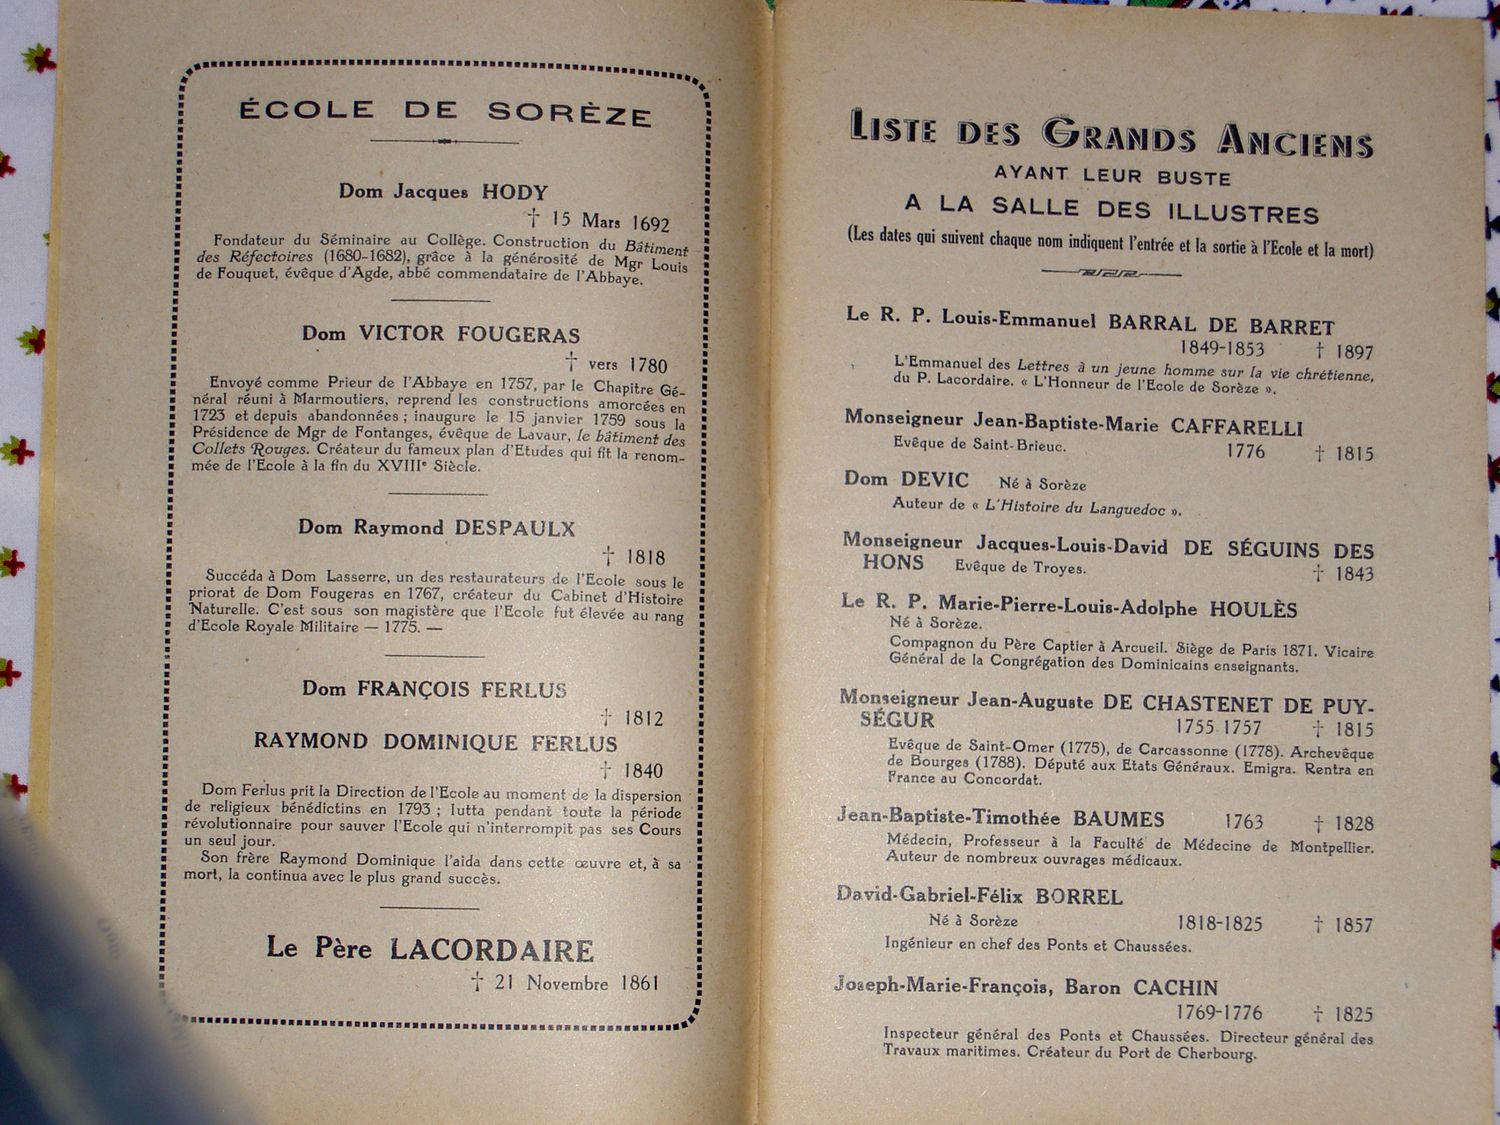 ÉCOLE DE SORÈZE
Dom Jacques HODY
† 15 Mars 1692
Fondateur du Séminaire au Collège. Construction du Bâtiment
des Réfectoires (1680-1682), grâce à la générosité de Mgr Louis
de Fouquet, évêque d'Agde, abbé commendataire de l'Abbaye.
Dom VICTOR FOUGERAS
† vers 1780
Envoyé comme Prieur de l'Abbaye en 1757, par le Chapitre Gé-
néral réuni à Marmoutiers, reprend les constructions amorcées en
1723 et depuis abandonnées ; inaugure le 15 janvier 1759 sous la
Présidence de Mgr de Fontanges, évêque de Lavaur, le bâtiment des
Collets Rouges. Créateur du fameux plan d'Etudes qui fit la renom-
mée de l'Ecole à la fin du XVIIIe Siècle.
Dom Raymond DESPAULX
† 1818
Succéda à Dom Lasserre, un des restaurateurs de l'Ecole sous le
priorat de Dom Fougeras en 1767, créateur du Cabinet d'Histoire
Naturelle. C'est sous son magistère que l'Ecole fut élevée au rang
d'Ecole Royale Militaire — 1775. —
Dom FRANÇOIS FERLUS
† 1812
RAYMOND DOMINIQUE FERLUS
† 1840
Dom Ferlus prit la Direction de l'Ecole au moment de la dispersion
de religieux bénédictins en 1793 ; lutta pendant toute la période
révolutionnaire pour sauver l'Ecole qui n'interrompit pas ses Cours
un seul jour.
Son frère Raymond Dominique l'aida dans cette œuvre et, à sa
mort, la continua avec le plus grand succès.
Le Père LACORDAIRE
† 21 Novembre 1861
LISTE DES GRANDS ANCIENS
AYANT LEUR BUSTE
A LA SALLE DES ILLUSTRES
(Les dates qui suivent chaque nom indiquent l'entrée et la sortie à l'Ecole et la mort)
Le R. P. Louis-Emmanuel BARRAL DE BARRET
1849-1853 † 1897
L'Emmanuel des Lettres à un jeune homme sur la vie chrétienne,
du P. Lacordaire. « L'Honneur de l'Ecole de Sorèze ».
Monseigneur Jean-Baptiste-Marie CAFFARELLI
Evêque de Saint-Brieuc. 1776 † 1815
Dom DEVIC Né à Sorèze
Auteur de « L'Histoire du Languedoc ».
Monseigneur Jacques-Louis-David DE SÉGUINS DES
HONS Evêque de Troyes. † 1843
Le R. P. Marie-Pierre-Louis-Adolphe HOULÈS
Né à Sorèze.
Compagnon du Père Captier à Arcueil. Siège de Paris 1871. Vicaire
Général de la Congrégation des Dominicains enseignants.
Monseigneur Jean-Auguste DE CHASTENET DE PUY-
SÉGUR 1755 1757 † 1815
Evêque de Saint-Omer (1775), de Carcassonne (1778). Archevêque
de Bourges (1788). Député aux Etats Généraux. Emigra. Rentra en
France au Concordat.
Jean-Baptiste-Timothée BAUMES 1763 † 1828
Médecin, Professeur à la Faculté de Médecine de Montpellier.
Auteur de nombreux ouvrages médicaux.
David-Gabriel-Félix BORREL
Né à Sorèze 1818-1825 † 1857
Ingénieur en chef des Ponts et Chaussées.
Joseph-Marie-François, Baron CACHIN
1769-1776 † 1825
Inspecteur général des Ponts et Chaussées. Directeur général des
Travaux maritimes. Créateur du Port de Cherbourg.